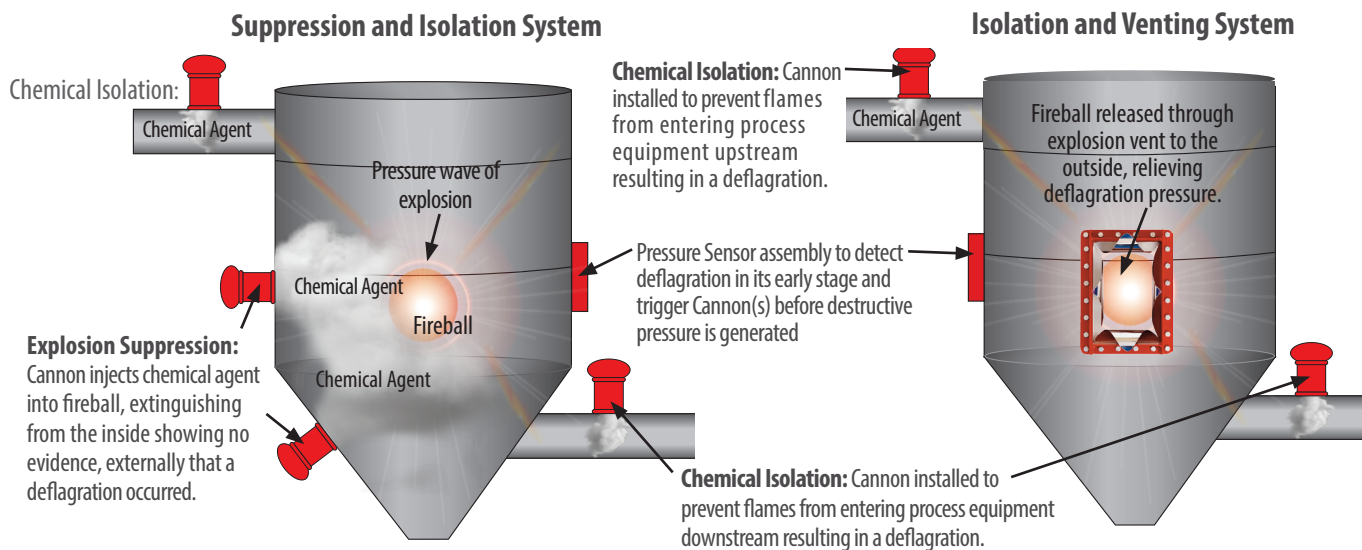 Suppression and Isolation System
Isolation and Venting System
Chemical Isolation:
Chemical Agent
Pressure wave of
explosion
Chemical Agent
Fireball
Chemical Agent
Explosion Suppression:
Cannon injects chemical agent
into fireball, extinguishing
from the inside showing no
evidence, externally that a
deflagration occurred.
Chemical Isolation: Cannon
installed to prevent flames
from entering process
equipment upstream
resulting in a deflagration.
Chemical Agent
Fireball released through
explosion vent to the
outside, relieving
deflagration pressure.
Pressure Sensor assembly to detect
deflagration in its early stage and
trigger Cannon(s) before destructive
pressure is generated
Chemical Isolation: Cannon installed to
prevent flames from entering process equipment
downstream resulting in a deflagration.